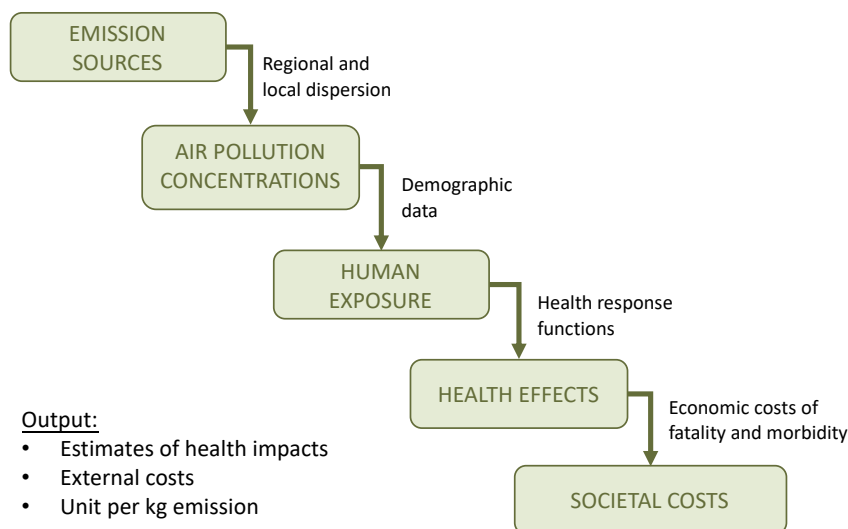 EMISSION
SOURCES
Regional and
local dispersion
AIR POLLUTION
CONCENTRATIONS
Demographic
data
HUMAN
EXPOSURE
Health response
functions
HEALTH EFFECTS
Economic costs of
fatality and morbidity
SOCIETAL COSTS
Output:
• Estimates of health impacts
• External costs
• Unit per kg emission